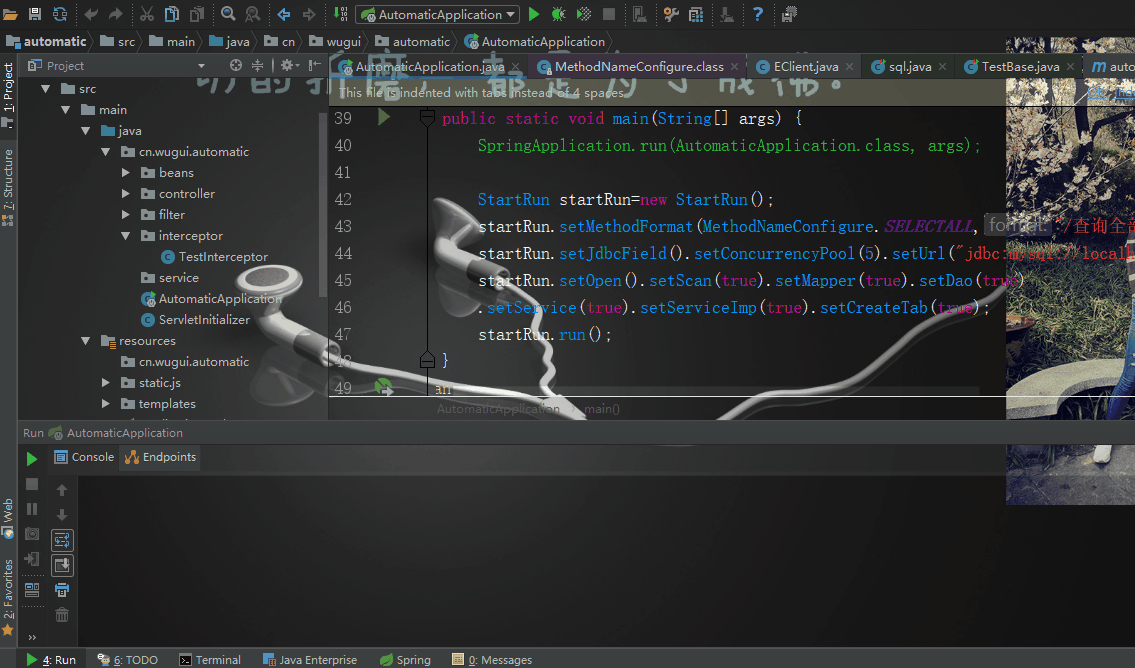 AutomaticApplication
automatic src main java cn wugui automatic AutomaticApplication
Project
AutomaticApplication.java MethodNameConfigure.class EClient.java sql.java TestBase.java auto
This file is indented with tabs instead of 4 spaces
1: Project
7: Structure
Web
2: Favorites
src
main
java
cn.wugui.automatic
beans
controller
filter
interceptor
TestInterceptor
service
AutomaticApplication
ServletInitializer
resources
cn.wugui.automatic
static.js
templates
39 public static void main(String[] args) {
40 SpringApplication.run(AutomaticApplication.class, args);
41
42 StartRun startRun=new StartRun();
43 startRun.setMethodFormat(MethodNameConfigure.SELECTALL, format: "/查询全部
44 startRun.setJdbcField().setConcurrencyPool(5).setUrl("jdbc:mysql://localh
45 startRun.setOpen().setScan(true).setMapper(true).setDao(true)
46 .setService(true).setServiceImp(true).setCreateTab(true);
47 startRun.run();
48 }
49 an
AutomaticApplication main()
Run AutomaticApplication
Console Endpoints
4: Run 6: TODO Terminal Java Enterprise Spring 0: Messages